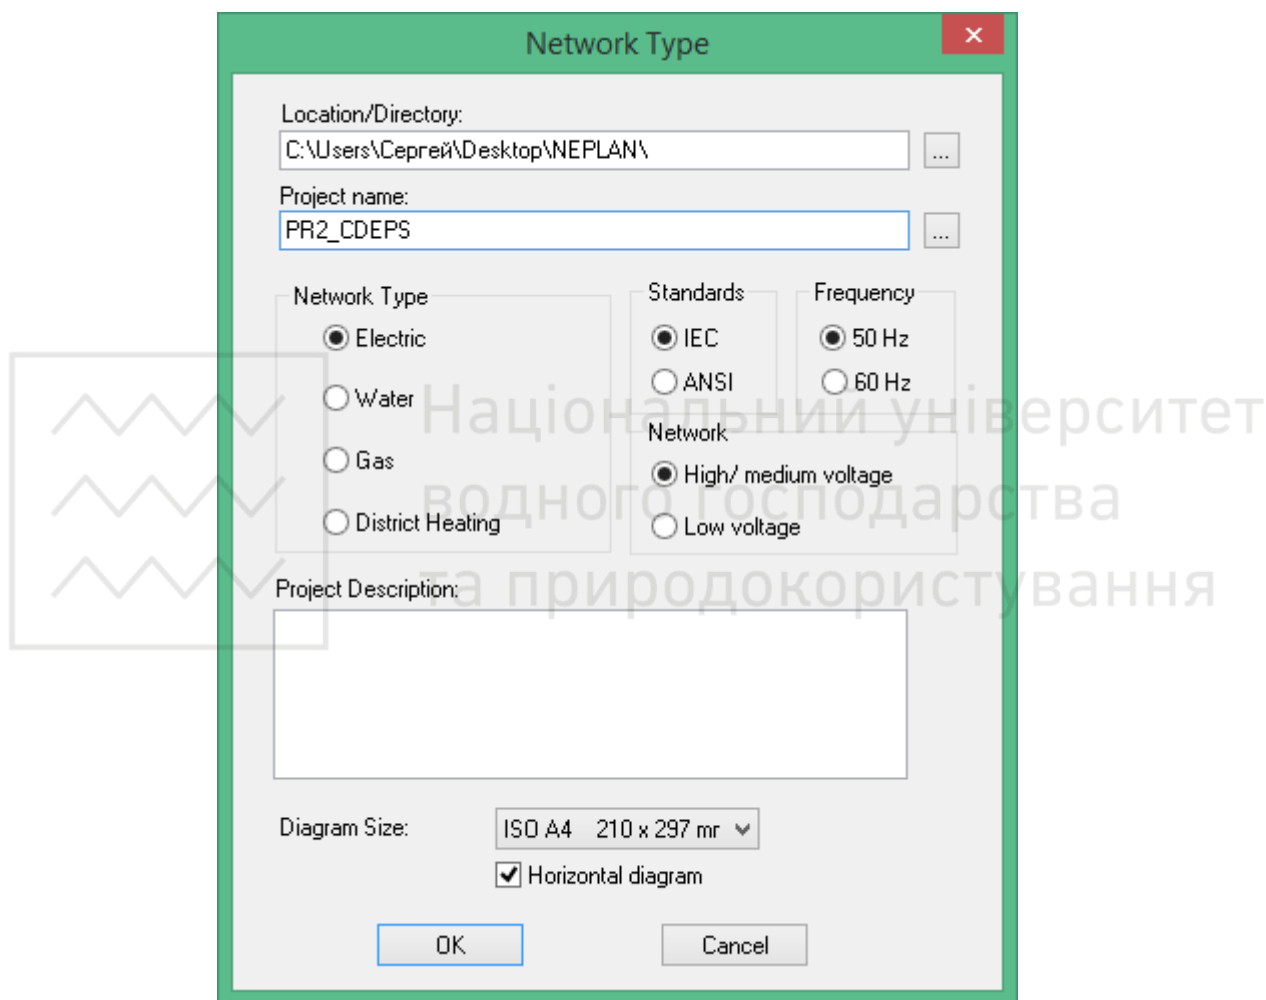 Network Type
Location/Directory:
C:\Users\Сергей\Desktop\NEPLAN\
...
Project name:
PR2_CDEPS
...
Network Type
Electric
Water
Gas
District Heating
Standards
IEC
ANSI
Frequency
50 Hz
60 Hz
Network
High/ medium voltage
Low voltage
Національний університет
водного господарства
та природокористування
Project Description:
Diagram Size:
ISO A4 210 x 297 mr
Horizontal diagram
OK
Cancel